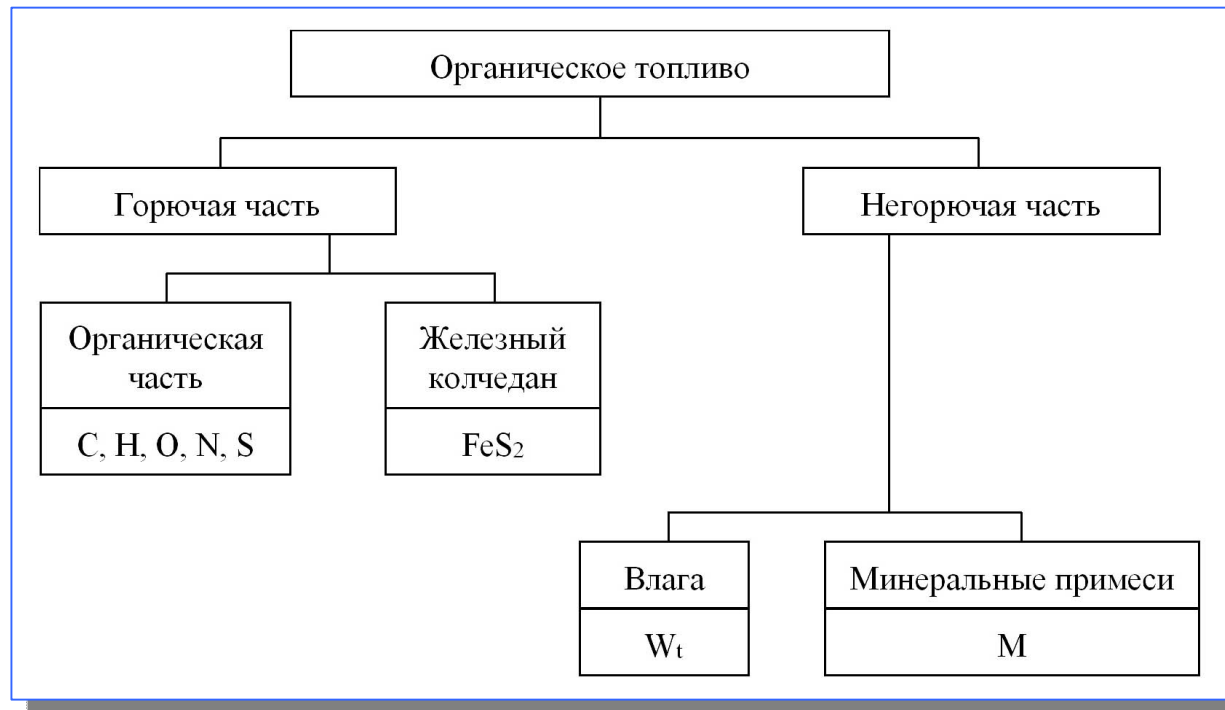 Органическое топливо
Горючая часть
Негорючая часть
Органическая
часть
C, H, O, N, S
Железный
колчедан
FeS₂
Влага
Wₜ
Минеральные примеси
M